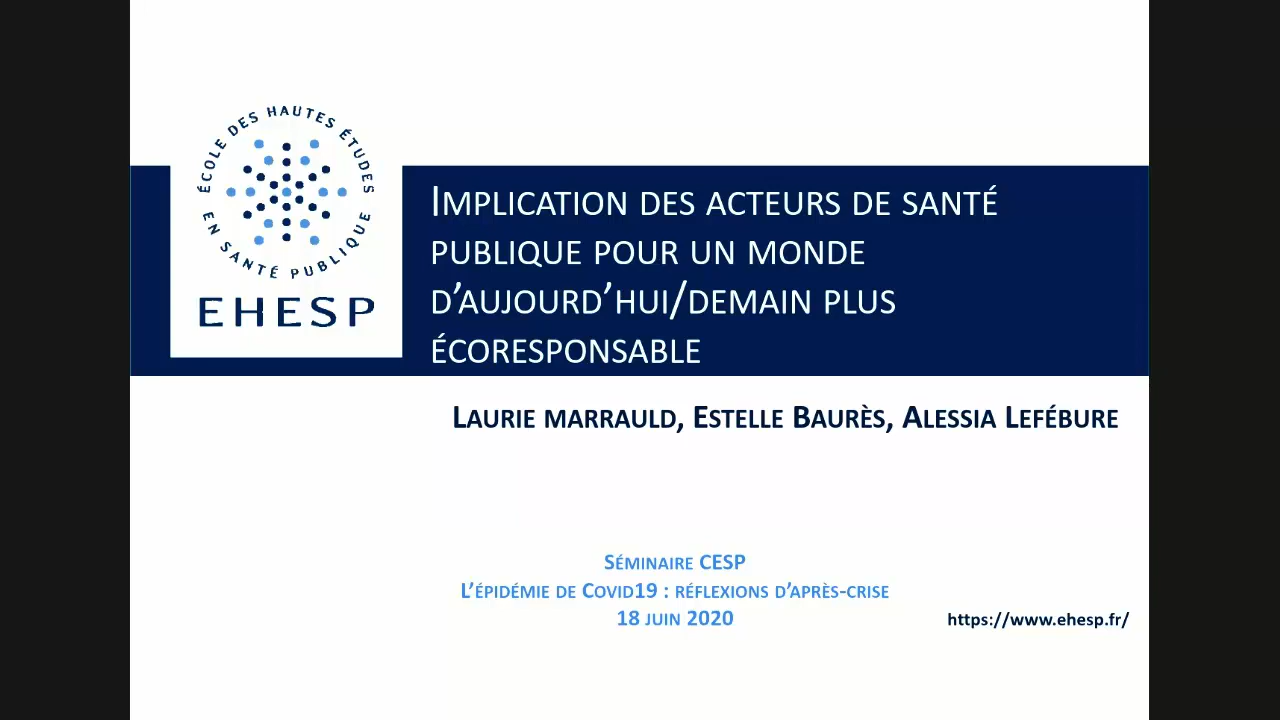 ÉCOLE DES HAUTES ÉTUDES
EN SANTÉ PUBLIQUE
EHESP
IMPLICATION DES ACTEURS DE SANTÉ
PUBLIQUE POUR UN MONDE
D'AUJOURD'HUI/DEMAIN PLUS
ÉCORESPONSABLE
LAURIE MARRAULD, ESTELLE BAURÈS, ALESSIA LEFÉBURE
SÉMINAIRE CESP
L'ÉPIDÉMIE DE COVID19 : RÉFLEXIONS D'APRÈS-CRISE
18 JUIN 2020
https://www.ehesp.fr/